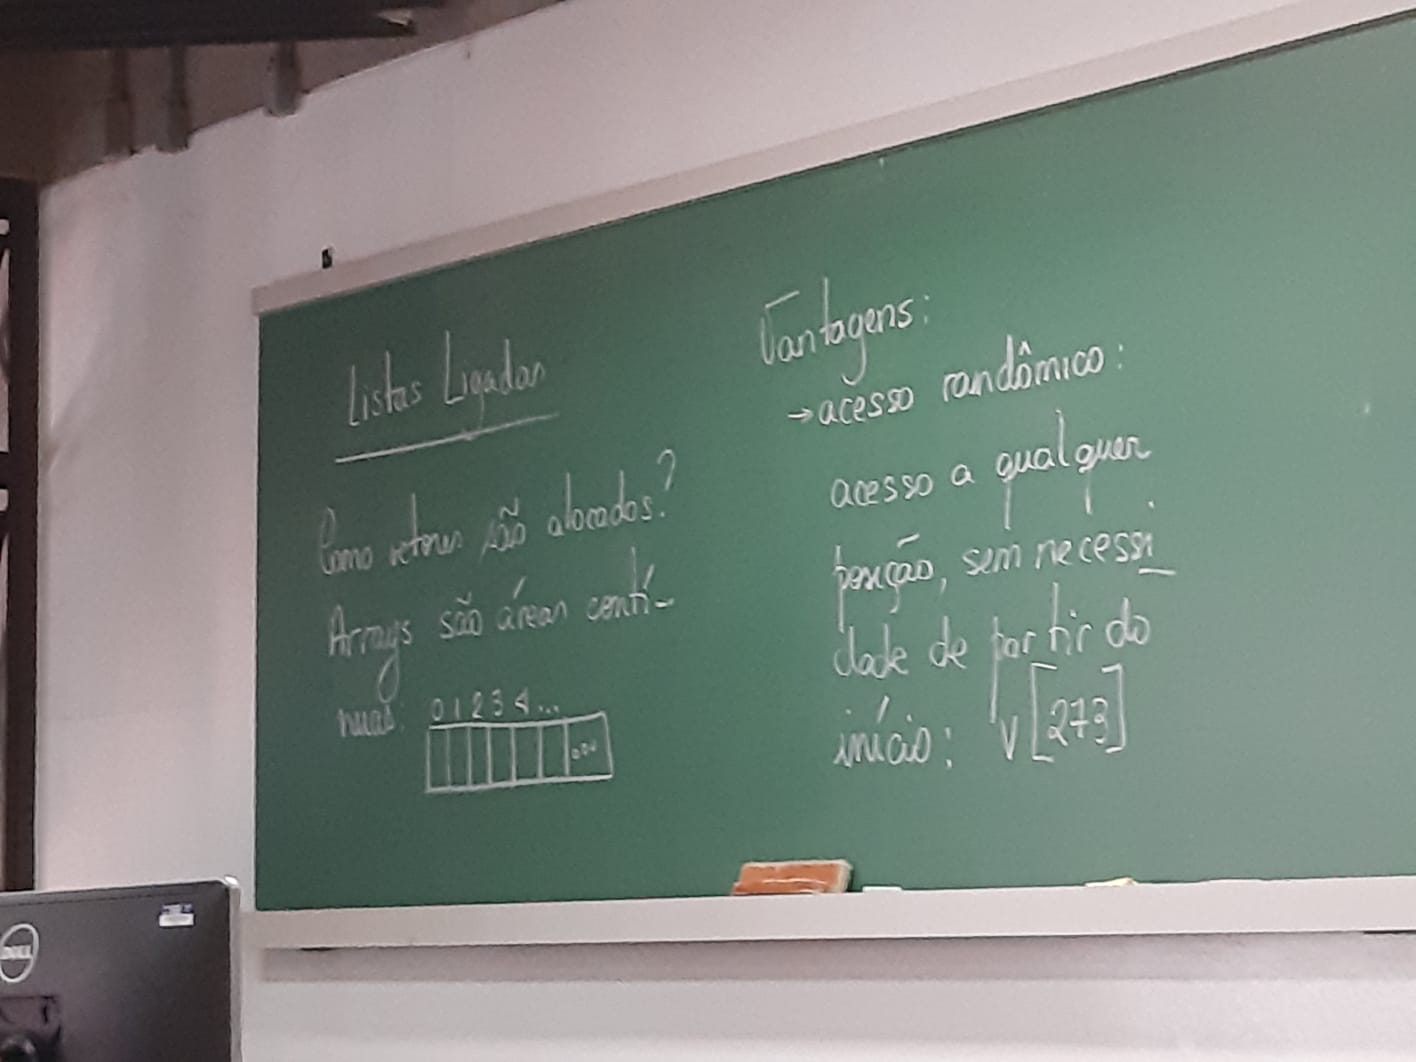 Listas Ligadas
Como vetores são alocados?
Arrays são áreas contí-
nuas:
0 1 2 3 4 ...
...
Vantagens:
→ acesso randômico:
acesso a qualquer
posição, sem necessi_
dade de partir do
início: v[273]
DELL